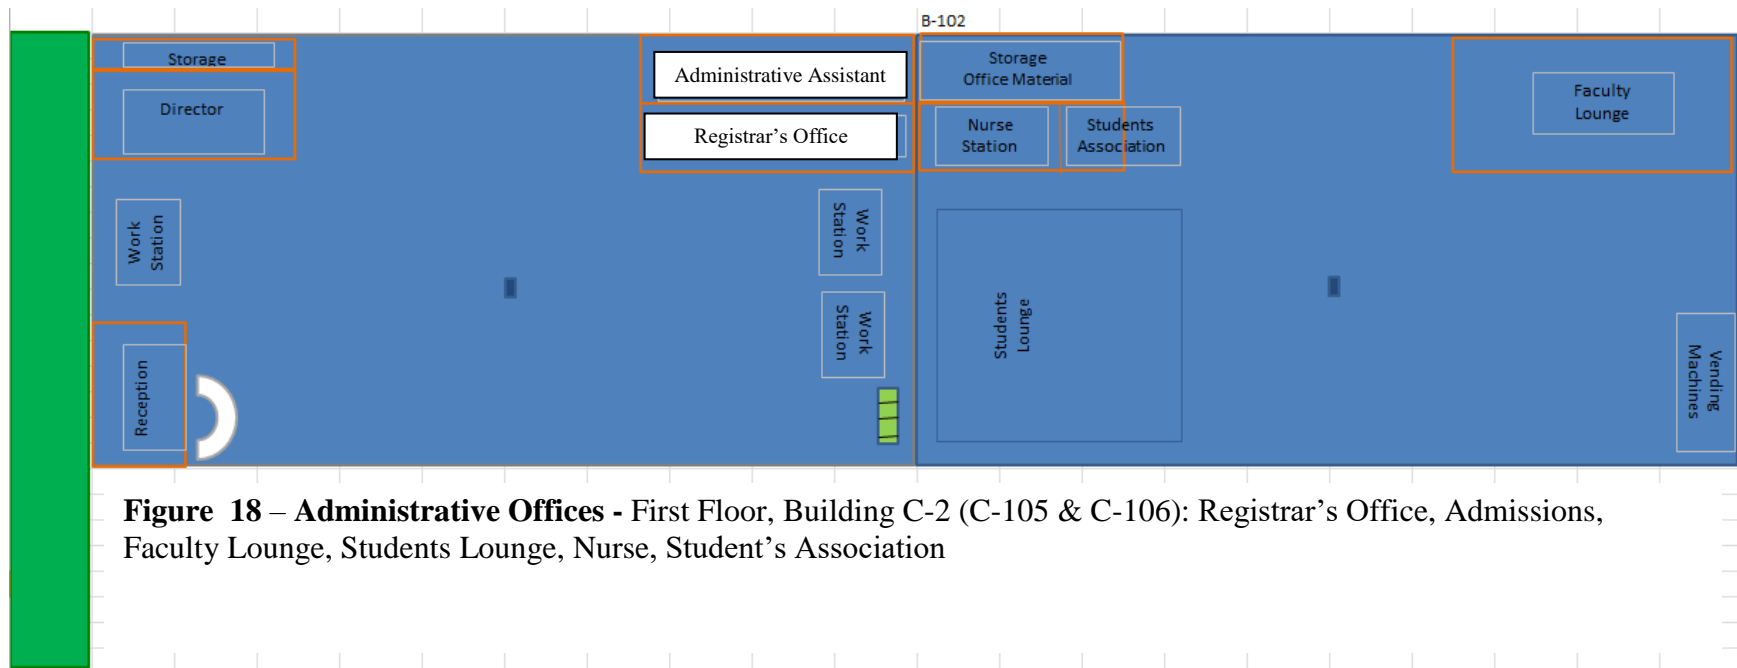 B-102
Storage
Director
Administrative Assistant
Registrar’s Office
Storage
Office Material
Nurse
Station
Students
Association
Faculty
Lounge
Work
Station
Work
Station
Work
Station
Reception
Students
Lounge
Vending
Machines
Figure 18 – Administrative Offices - First Floor, Building C-2 (C-105 & C-106): Registrar’s Office, Admissions,
Faculty Lounge, Students Lounge, Nurse, Student’s Association